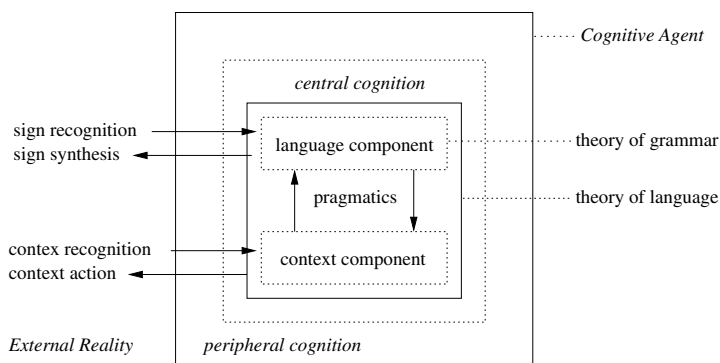 Cognitive Agent
central cognition
sign recognition
language component
theory of grammar
sign synthesis
pragmatics
theory of language
contex recognition
context component
context action
External Reality
peripheral cognition